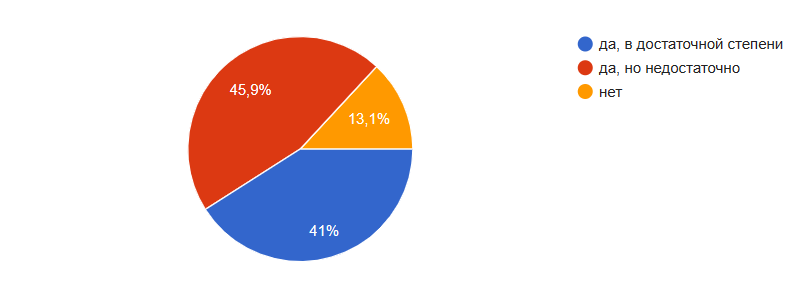 да, в достаточной степени
да, но недостаточно
нет
45,9%
13,1%
41%